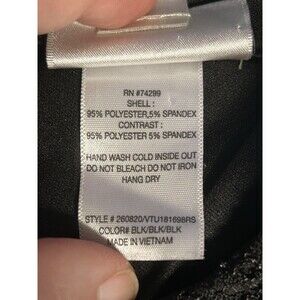 RN #74299
SHELL :
95% POLYESTER,5% SPANDEX
CONTRAST :
95% POLYESTER 5% SPANDEX
HAND WASH COLD INSIDE OUT
DO NOT BLEACH DO NOT IRON
HANG DRY
STYLE # 260820/VTU181698RS
COLOR# BLK/BLK/BLK
MADE IN VIETNAM